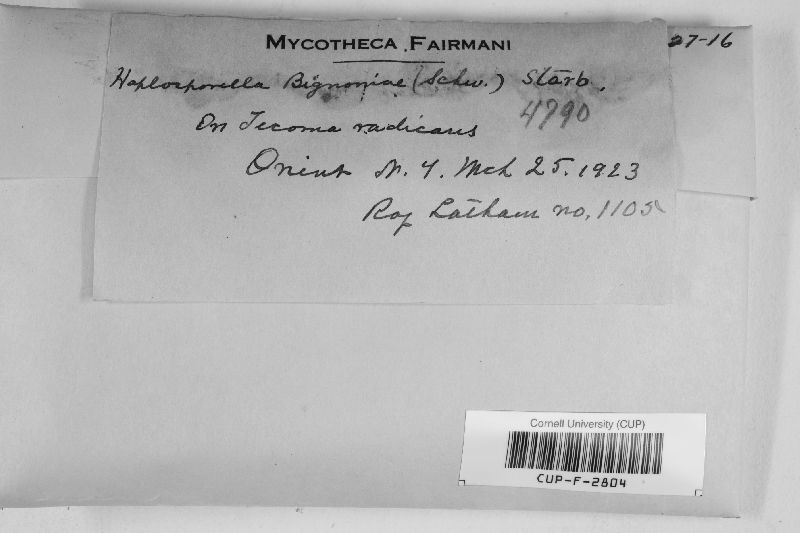 MYCOTHECA FAIRMANI
27-16
Haplosporella Bignoniae (Schw.) Starb.
4790
On Tecoma radicans
Orient N. Y. Mch 25. 1923
Roy Latham no. 1105
Cornell University (CUP)
CUP-F-2804